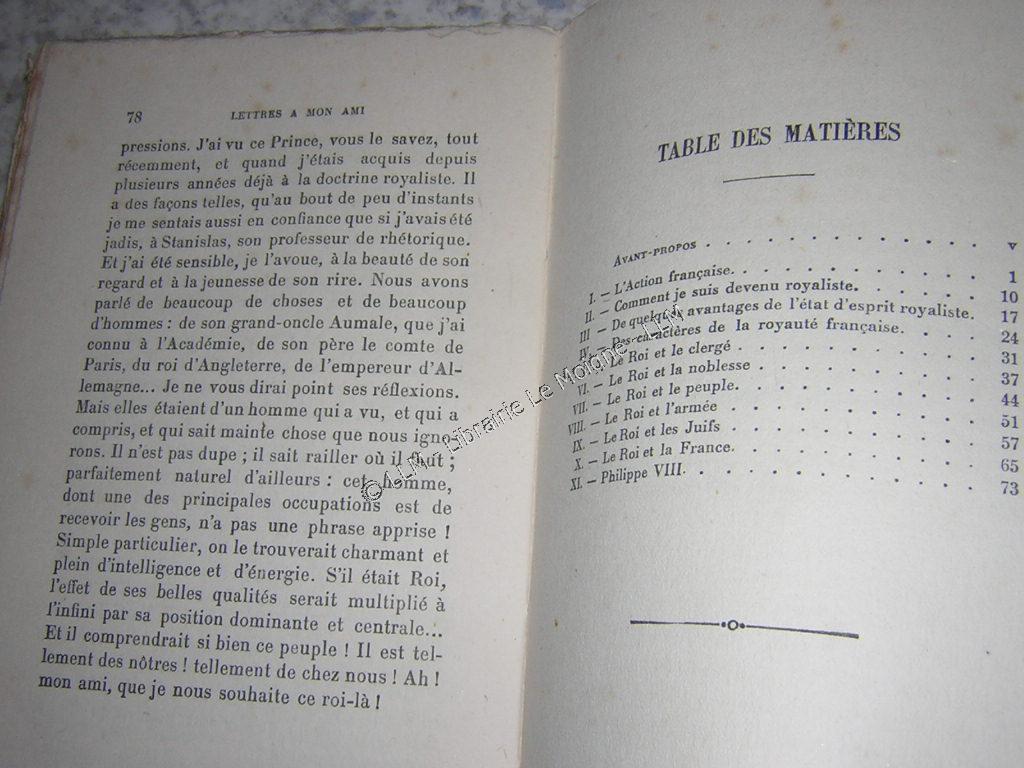 78 LETTRES A MON AMI
pressions. J'ai vu ce Prince, vous le savez, tout
récemment, et quand j'étais acquis depuis
plusieurs années déjà à la doctrine royaliste. Il
a des façons telles, qu'au bout de peu d'instants
je me sentais aussi en confiance que si j'avais été
jadis, à Stanislas, son professeur de rhétorique.
Et j'ai été sensible, je l'avoue, à la beauté de son
regard et à la jeunesse de son rire. Nous avons
parlé de beaucoup de choses et de beaucoup
d'hommes : de son grand-oncle Aumale, que j'ai
connu à l'Académie, de son père le comte de
Paris, du roi d'Angleterre, de l'empereur d'Al-
lemagne... Je ne vous dirai point ses réflexions.
Mais elles étaient d'un homme qui a vu, et qui a
compris, et qui sait mainte chose que nous igno-
rons. Il n'est pas dupe ; il sait railler où il faut ;
parfaitement naturel d'ailleurs : cet homme,
dont une des principales occupations est de
recevoir les gens, n'a pas une phrase apprise !
Simple particulier, on le trouverait charmant et
plein d'intelligence et d'énergie. S'il était Roi,
l'effet de ses belles qualités serait multiplié à
l'infini par sa position dominante et centrale...
Et il comprendrait si bien ce peuple ! Il est tel-
lement des nôtres ! tellement de chez nous ! Ah !
mon ami, que je nous souhaite ce roi-là !
TABLE DES MATIÈRES
AVANT-PROPOS . . . . . . . . . . . . v
I. — L'Action française. . . . . . . . . . . 1
II. — Comment je suis devenu royaliste. . . . . . 10
III — De quelques avantages de l'état d'esprit royaliste. 17
IV. — Des caractères de la royauté française. . . . 24
V. — Le Roi et le clergé . . . . . . . . . 31
VI. — Le Roi et la noblesse . . . . . . . . 37
VII. — Le Roi et le peuple. . . . . . . . . 44
VIII. — Le Roi et l'armée . . . . . . . . . 51
IX. — Le Roi et les Juifs . . . . . . . . . 57
X. — Le Roi et la France. . . . . . . . . 65
XI. — Philippe VIII. . . . . . . . . . . 73
© LLM - Librairie Le Moigne - LLM